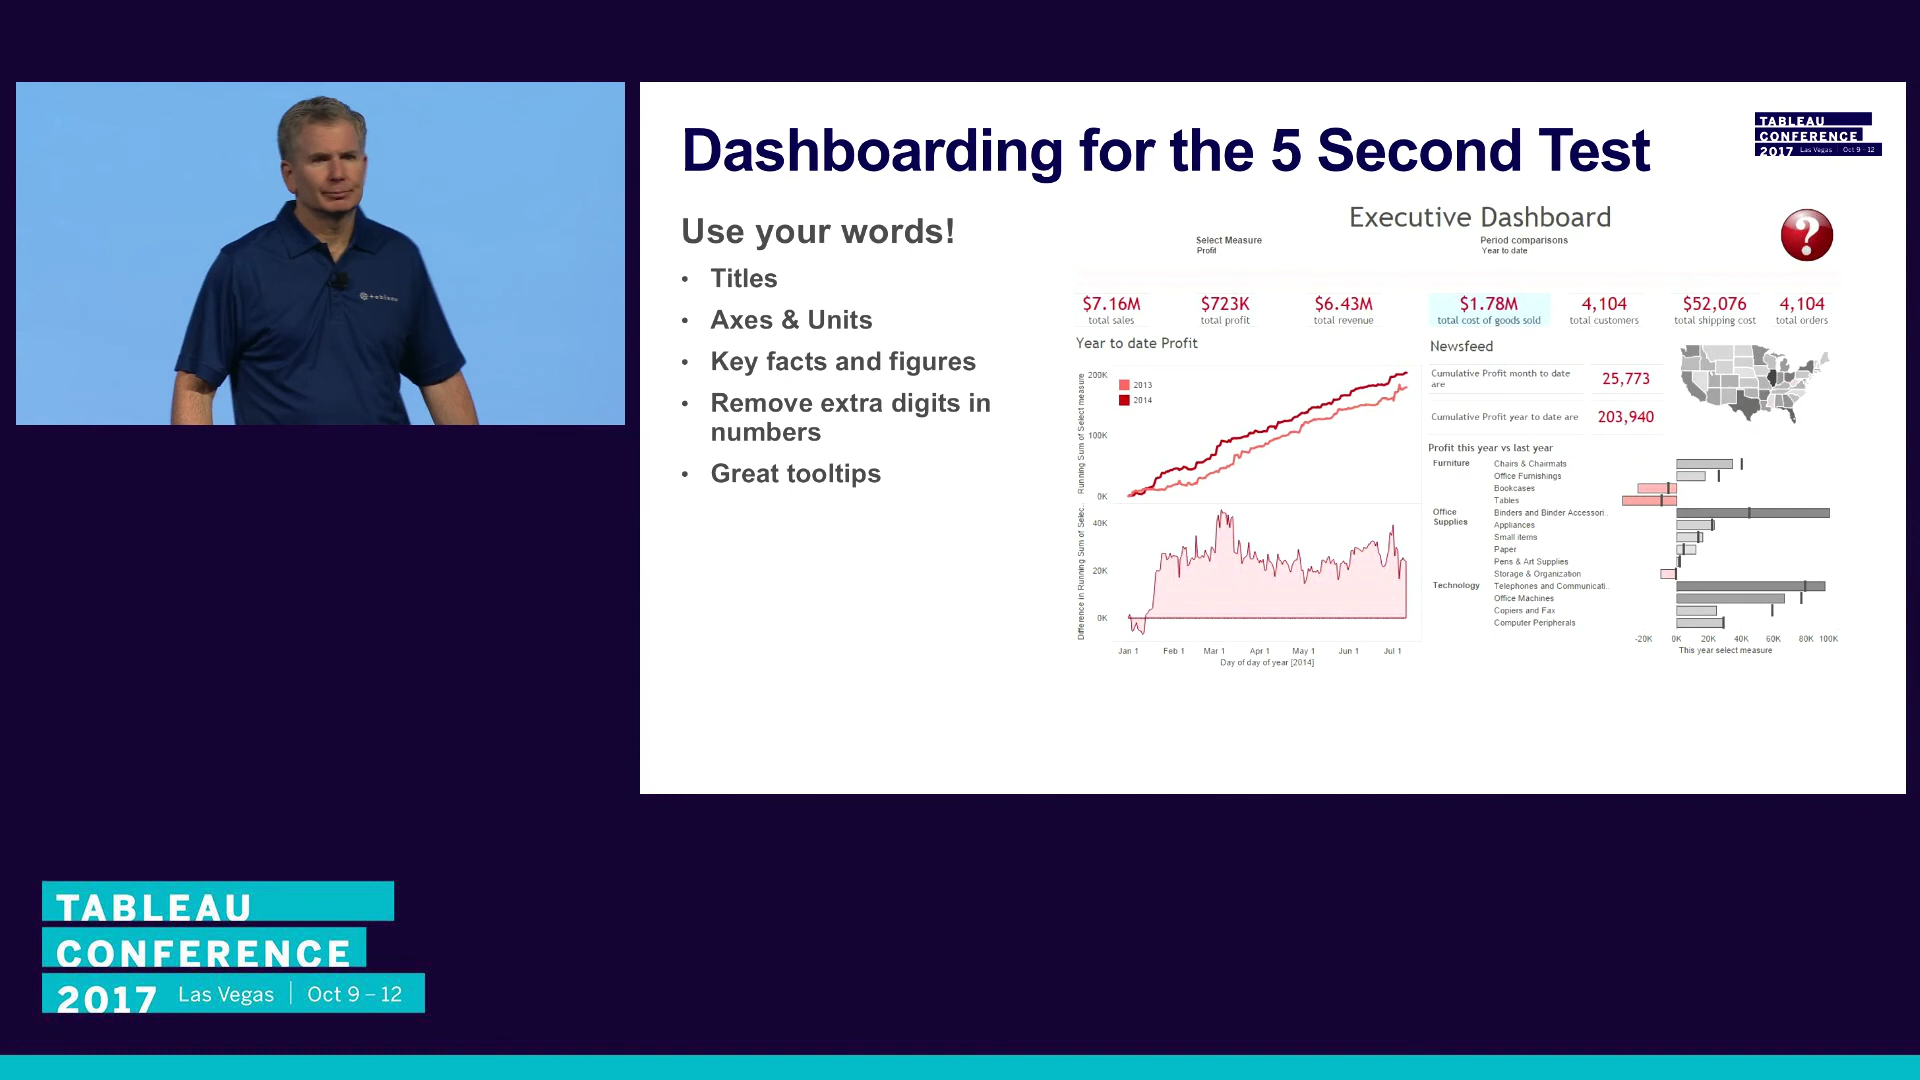 Dashboarding for the 5 Second Test
TABLEAU
CONFERENCE
2017 Las Vegas | Oct 9 - 12
Use your words!
• Titles
• Axes & Units
• Key facts and figures
• Remove extra digits in
numbers
• Great tooltips
Executive Dashboard
?
Select Measure
Profit
Period comparisons
Year to date
$7.16M $723K $6.43M $1.78M 4,104 $52,076 4,104
total sales total profit total revenue total cost of goods sold total customers total shipping cost total orders
Year to date Profit
Running Sum of Select measure
200K
100K
0K
2013
2014
Difference in Running Sum of Selec..
40K
20K
0K
Jan 1 Feb 1 Mar 1 Apr 1 May 1 Jun 1 Jul 1
Day of day of year [2014]
Newsfeed
Cumulative Profit month to date
are
25,773
Cumulative Profit year to date are 203,940
Profit this year vs last year
Furniture Chairs & Chairmats
Office Furnishings
Bookcases
Tables
Office
Supplies
Binders and Binder Accessori..
Appliances
Small items
Paper
Pens & Art Supplies
Storage & Organization
Technology Telephones and Communicati..
Office Machines
Copiers and Fax
Computer Peripherals
-20K 0K 20K 40K 60K 80K 100K
This year select measure
tableau
TABLEAU
CONFERENCE
2017 Las Vegas | Oct 9 – 12